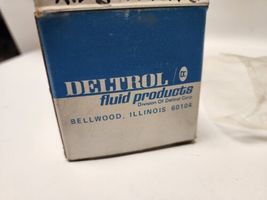 DELTROL
fluid products
Division Of Deltrol Corp.
BELLWOOD, ILLINOIS 60104